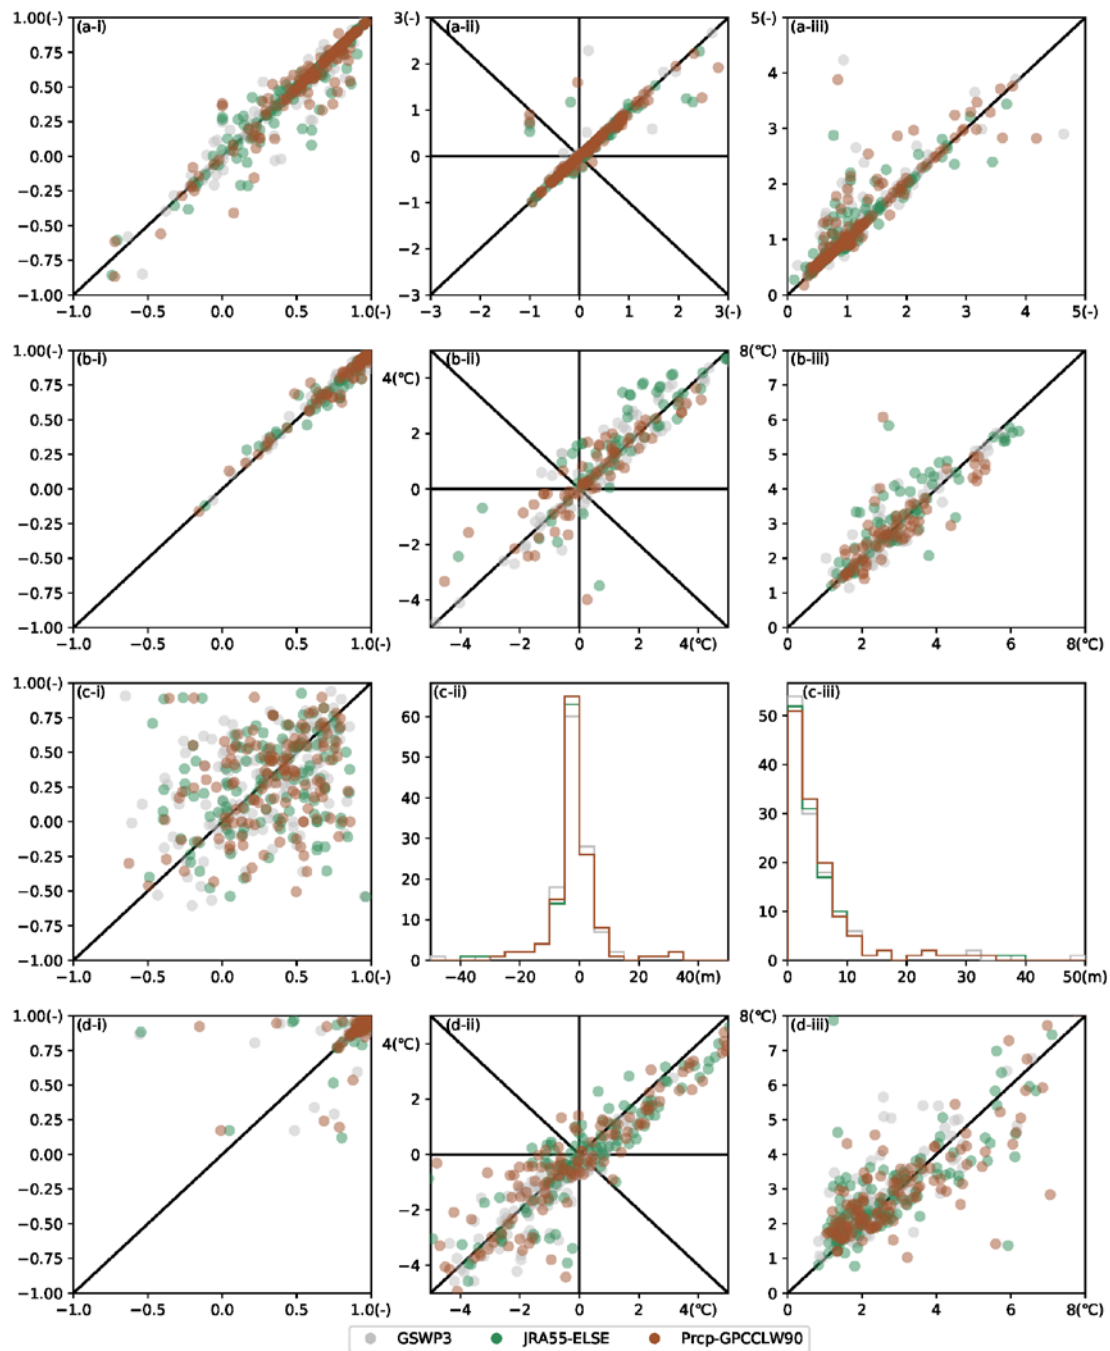 1.00(-) (a-i) 3(-) (a-ii) 5(-) (a-iii)
0.75 2 4
0.50 1 3
0.25
0.00 0 2
−0.25
−0.50 −1 1
−0.75 −2
−1.00 −3 0
−1.0 −0.5 0.0 0.5 1.0(-) −3 −2 −1 0 1 2 3(-) 0 1 2 3 4 5(-)
1.00(-) (b-i) 4(℃) (b-ii) 8(℃) (b-iii)
0.75 7
0.50 2 6
0.25 5
0.00 0 4
−0.25 3
−0.50 −2 2
−0.75 −4 1
−1.00 0
−1.0 −0.5 0.0 0.5 1.0(-) −4 −2 0 2 4(℃) 0 2 4 6 8(℃)
1.00(-) (c-i) (c-ii) (c-iii)
0.75 60 50
0.50 50 40
0.25 40
0.00 30 30
−0.25 20 20
−0.50
−0.75 10 10
−1.00 0 0
−1.0 −0.5 0.0 0.5 1.0(-) −40 −20 0 20 40(m) 0 10 20 30 40 50(m)
1.00(-) (d-i) 4(℃) (d-ii) 8(℃) (d-iii)
0.75 7
0.50 2 6
0.25 5
0.00 0 4
−0.25 3
−0.50 −2 2
−0.75 −4 1
−1.00 0
−1.0 −0.5 0.0 0.5 1.0(-) −4 −2 0 2 4(℃) 0 2 4 6 8(℃)
GSWP3 JRA55-ELSE Prcp-GPCCLW90